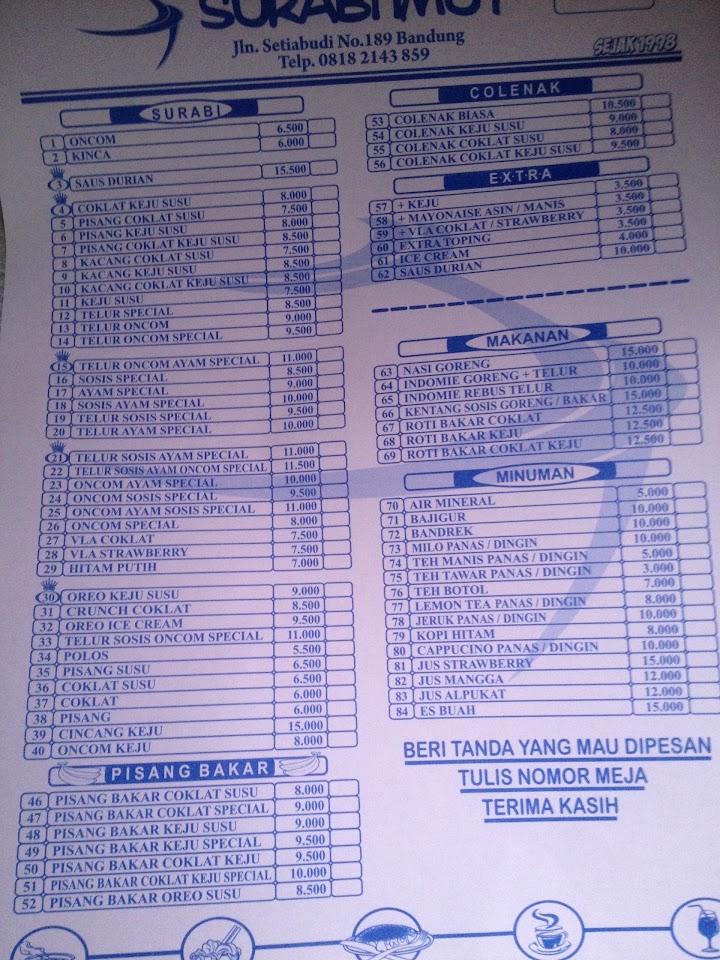 SURABI IMUT
Jln. Setiabudi No.189 Bandung
Telp. 0818 2143 859
SEJAK 1998
SURABI
1 ONCOM 6.500
2 KINCA 6.000
3 SAUS DURIAN 15.500
4 COKLAT KEJU SUSU 8.000
5 PISANG COKLAT SUSU 7.500
6 PISANG KEJU SUSU 8.000
7 PISANG COKLAT KEJU SUSU 8.500
8 KACANG COKLAT SUSU 7.500
9 KACANG KEJU SUSU 8.500
10 KACANG COKLAT KEJU SUSU 8.500
11 KEJU SUSU 7.500
12 TELUR SPECIAL 8.500
13 TELUR ONCOM 9.000
14 TELUR ONCOM SPECIAL 9.500
15 TELUR ONCOM AYAM SPECIAL 11.000
16 SOSIS SPECIAL 8.500
17 AYAM SPECIAL 9.000
18 SOSIS AYAM SPECIAL 10.000
19 TELUR SOSIS SPECIAL 9.500
20 TELUR AYAM SPECIAL 10.000
21 TELUR SOSIS AYAM SPECIAL 11.000
22 TELUR SOSIS AYAM ONCOM SPECIAL 11.500
23 ONCOM AYAM SPECIAL 10.000
24 ONCOM SOSIS SPECIAL 9.500
25 ONCOM AYAM SOSIS SPECIAL 11.000
26 ONCOM SPECIAL 8.000
27 VLA COKLAT 7.500
28 VLA STRAWBERRY 7.500
29 HITAM PUTIH 7.000
30 OREO KEJU SUSU 9.000
31 CRUNCH COKLAT 8.500
32 OREO ICE CREAM 9.500
33 TELUR SOSIS ONCOM SPECIAL 11.000
34 POLOS 5.500
35 PISANG SUSU 6.500
36 COKLAT SUSU 6.500
37 COKLAT 6.000
38 PISANG 6.000
39 CINCANG KEJU 15.000
40 ONCOM KEJU 8.000
PISANG BAKAR
46 PISANG BAKAR COKLAT SUSU 8.000
47 PISANG BAKAR COKLAT SPECIAL 9.000
48 PISANG BAKAR KEJU SUSU 9.000
49 PISANG BAKAR KEJU SPECIAL 9.500
50 PISANG BAKAR COKLAT KEJU 9.500
51 PISANG BAKAR COKLAT KEJU SPECIAL 10.000
52 PISANG BAKAR OREO SUSU 8.500
COLENAK
53 COLENAK BIASA 10.500
54 COLENAK KEJU SUSU 9.000
55 COLENAK COKLAT SUSU 8.000
56 COLENAK COKLAT KEJU SUSU 9.500
EXTRA
57 + KEJU 3.500
58 + MAYONAISE ASIN / MANIS 3.500
59 + VLA COKLAT / STRAWBERRY 3.500
60 EXTRA TOPING 3.500
61 ICE CREAM 4.000
62 SAUS DURIAN 10.000
MAKANAN
63 NASI GORENG 15.000
64 INDOMIE GORENG + TELUR 10.000
65 INDOMIE REBUS TELUR 10.000
66 KENTANG SOSIS GORENG / BAKAR 15.000
67 ROTI BAKAR COKLAT 12.500
68 ROTI BAKAR KEJU 12.500
69 ROTI BAKAR COKLAT KEJU 12.500
MINUMAN
70 AIR MINERAL 5.000
71 BAJIGUR 10.000
72 BANDREK 10.000
73 MILO PANAS / DINGIN 10.000
74 TEH MANIS PANAS / DINGIN 5.000
75 TEH TAWAR PANAS / DINGIN 3.000
76 TEH BOTOL 7.000
77 LEMON TEA PANAS / DINGIN 8.000
78 JERUK PANAS / DINGIN 10.000
79 KOPI HITAM 8.000
80 CAPPUCINO PANAS / DINGIN 10.000
81 JUS STRAWBERRY 15.000
82 JUS MANGGA 12.000
83 JUS ALPUKAT 12.000
84 ES BUAH 15.000
BERI TANDA YANG MAU DIPESAN
TULIS NOMOR MEJA
TERIMA KASIH